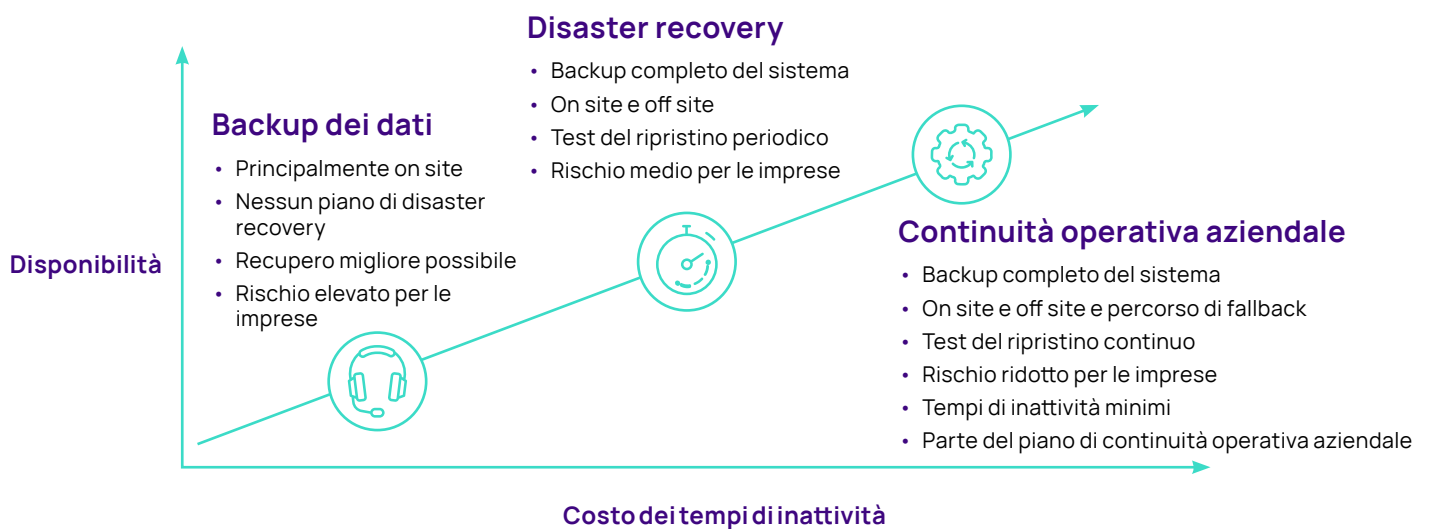 Disaster recovery
• Backup completo del sistema
• On site e off site
• Test del ripristino periodico
• Rischio medio per le imprese
Backup dei dati
• Principalmente on site
• Nessun piano di disaster
recovery
• Recupero migliore possibile
• Rischio elevato per le
imprese
Continuità operativa aziendale
• Backup completo del sistema
• On site e off site e percorso di fallback
• Test del ripristino continuo
• Rischio ridotto per le imprese
• Tempi di inattività minimi
• Parte del piano di continuità operativa aziendale
Disponibilità
Costo dei tempi di inattività